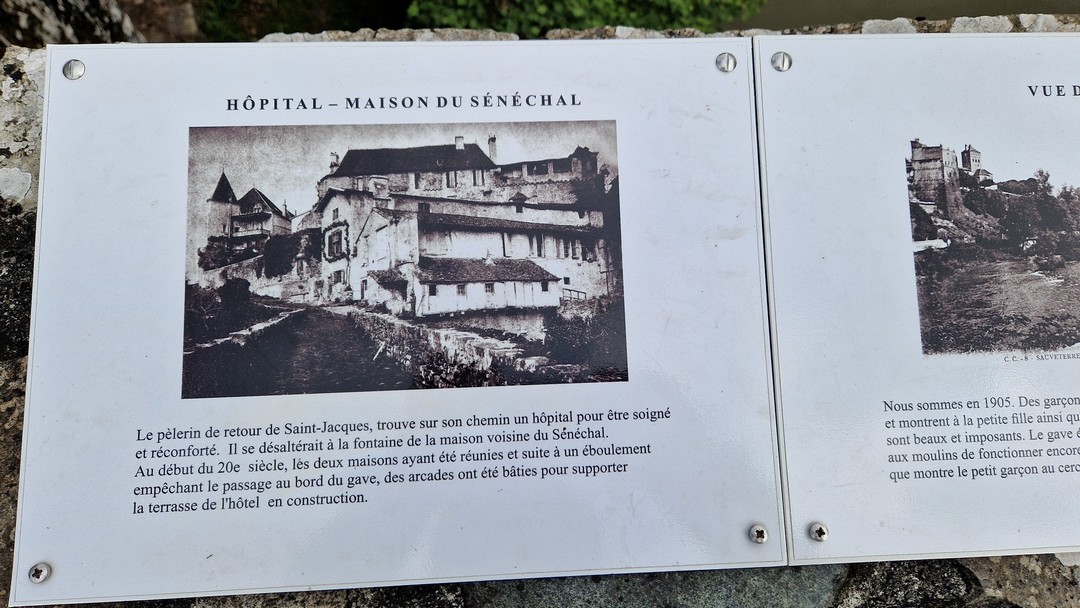 HÔPITAL – MAISON DU SÉNÉCHAL
Le pèlerin de retour de Saint-Jacques, trouve sur son chemin un hôpital pour être soigné
et réconforté. Il se désaltérait à la fontaine de la maison voisine du Sénéchal.
Au début du 20e siècle, les deux maisons ayant été réunies et suite à un éboulement
empêchant le passage au bord du gave, des arcades ont été bâties pour supporter
la terrasse de l'hôtel en construction.
VUE
C. C. - 8 - SAUVETERRE
Nous sommes en 1905. Des garçon
et montrent à la petite fille ainsi
sont beaux et imposants. Le gave
aux moulins de fonctionner encore
que montre le petit garçon au